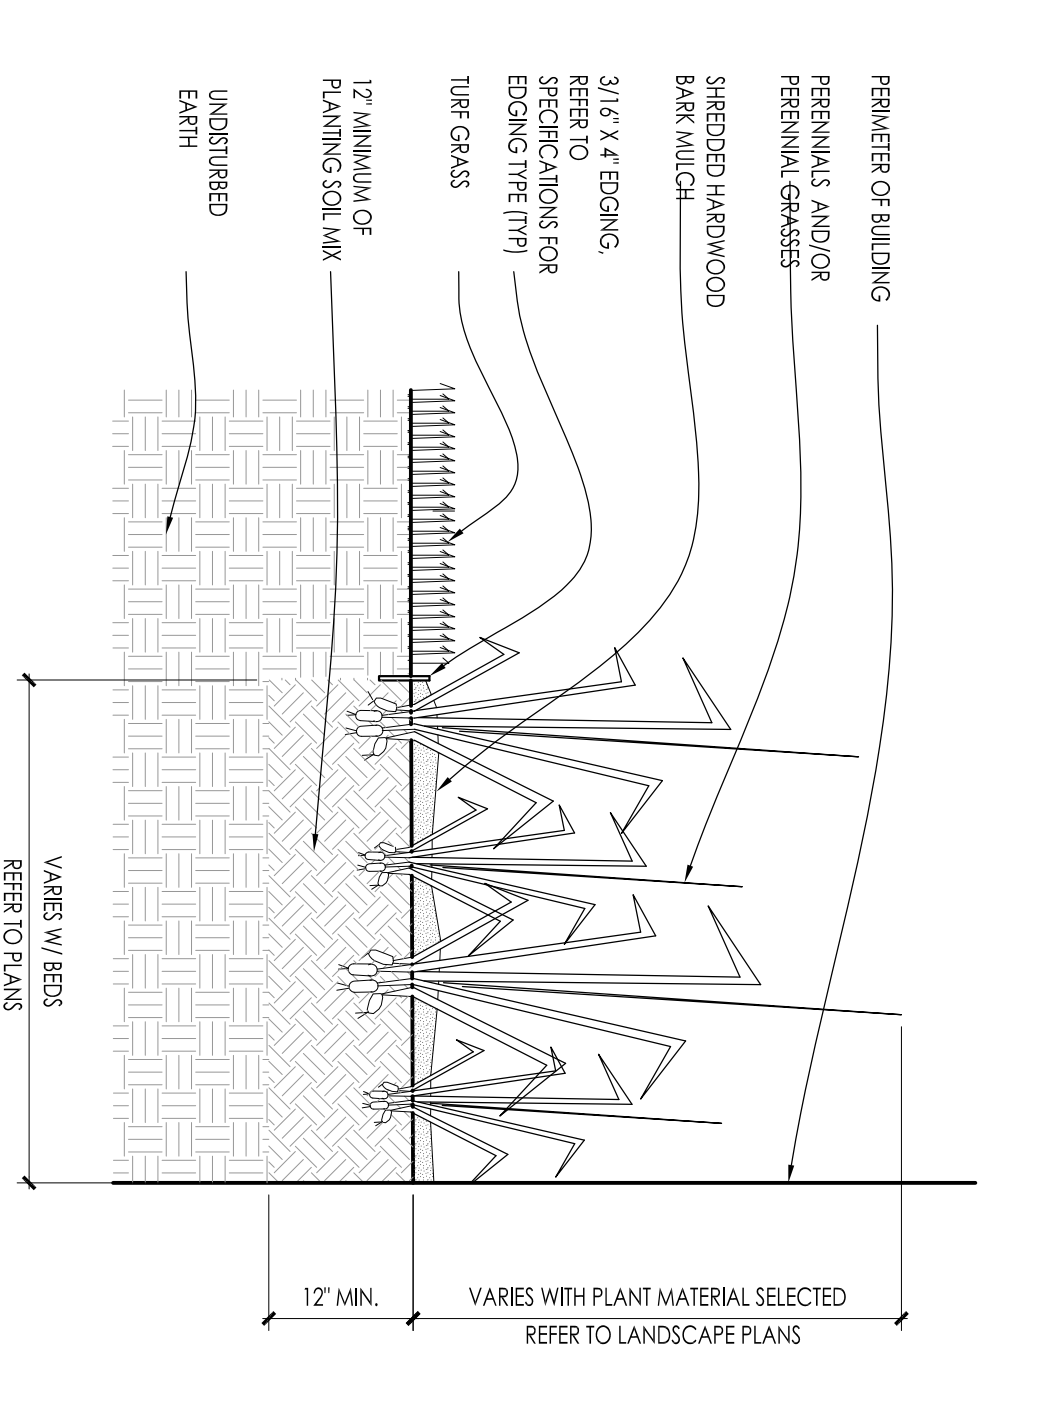 PERIMETER OF BUILDING
PERENNIALS AND/OR
PERENNIAL GRASSES
SHREDDED HARDWOOD
BARK MULCH
3/16" X 4" EDGING,
REFER TO
SPECIFICATIONS FOR
EDGING TYPE (TYP)
TURF GRASS
12" MINIMUM OF
PLANTING SOIL MIX
UNDISTURBED
EARTH
VARIES W/ BEDS
REFER TO PLANS
12" MIN.
VARIES WITH PLANT MATERIAL SELECTED
REFER TO LANDSCAPE PLANS